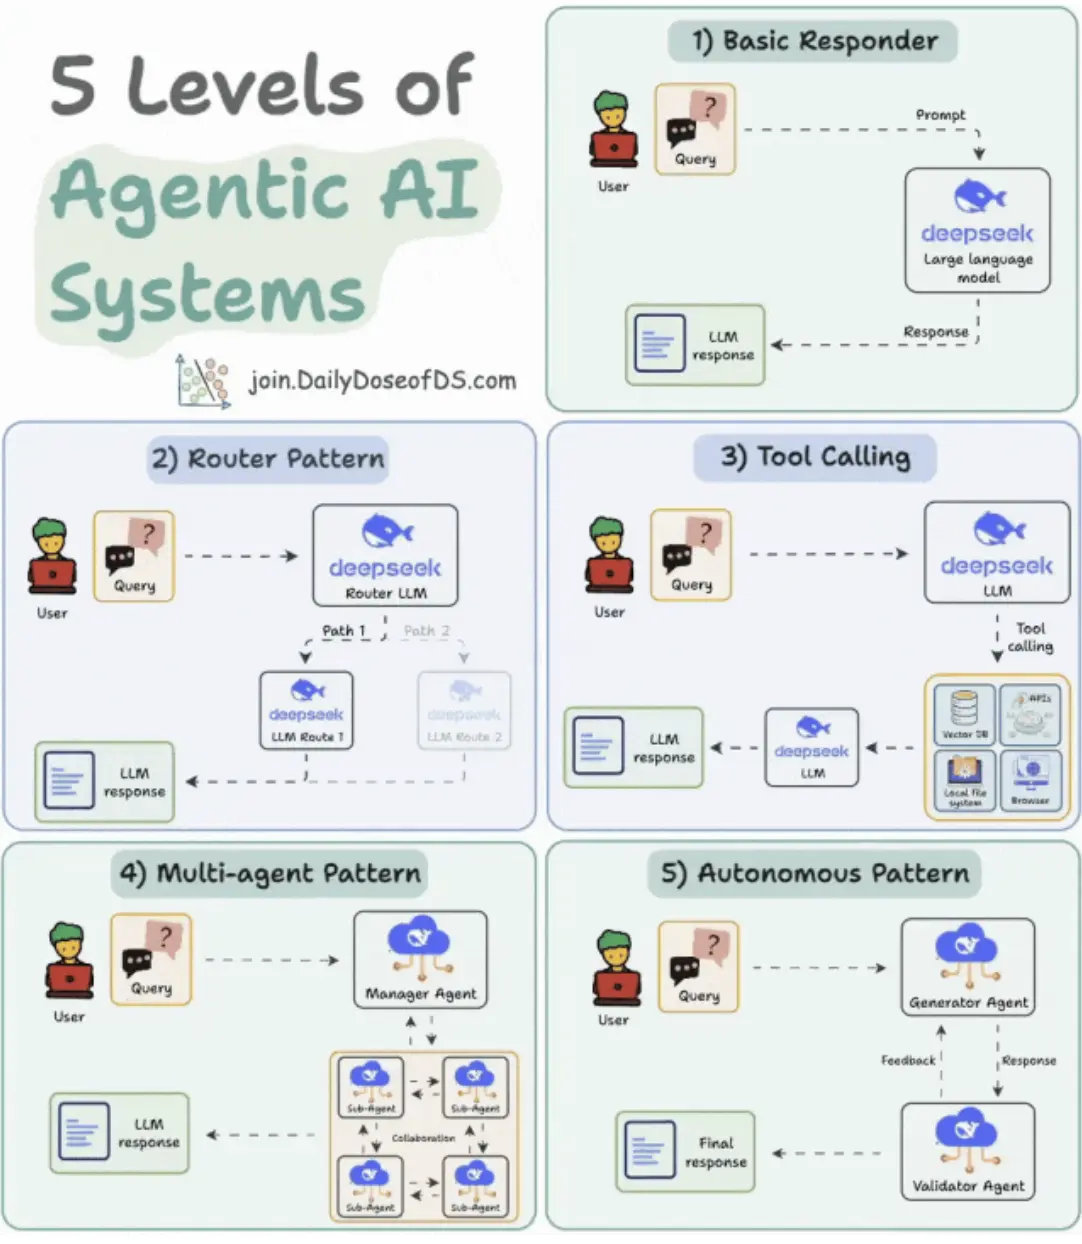 5 Levels of
Agentic AI
Systems
join.DailyDoseofDS.com
1) Basic Responder
?
Query
User
Prompt
deepseek
Large language
model
Response
LLM
response
2) Router Pattern
?
Query
User
deepseek
Router LLM
Path 1
Path 2
deepseek
LLM Route 1
deepseek
LLM Route 2
LLM
response
3) Tool Calling
?
Query
User
deepseek
LLM
Tool
calling
Vector DB
APIs
Local file
system
Browser
deepseek
LLM
LLM
response
4) Multi-agent Pattern
?
Query
User
Manager Agent
Sub-Agent
Sub-Agent
Collaboration
Sub-Agent
Sub-Agent
LLM
response
5) Autonomous Pattern
?
Query
User
Generator Agent
Feedback
Response
Validator Agent
Final
response